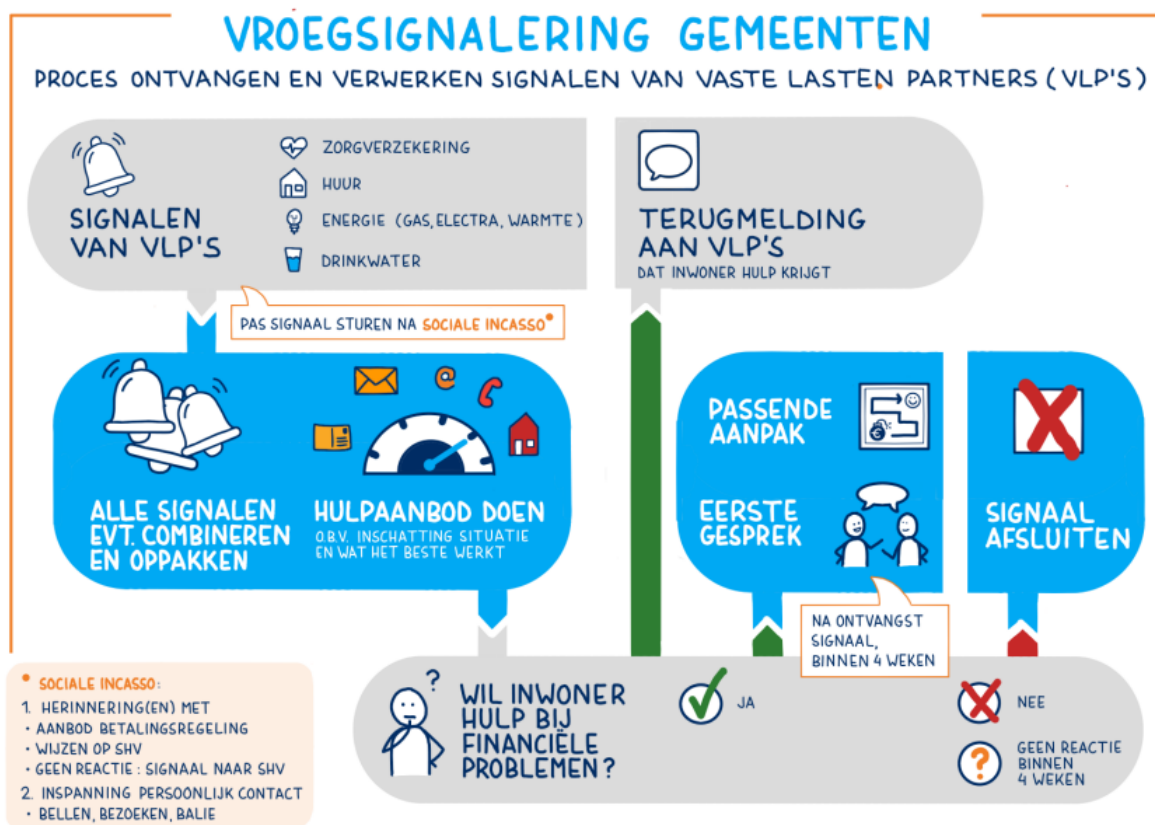 VROEGSIGNALERING GEMEENTEN
PROCES ONTVANGEN EN VERWERKEN SIGNALEN VAN VASTE LASTEN PARTNERS (VLP'S)
SIGNALEN
VAN VLP'S
ZORGVERZEKERING
HUUR
ENERGIE (GAS, ELECTRA, WARMTE)
DRINKWATER
TERUGMELDING
AAN VLP'S
DAT INWONER HULP KRIJGT
PAS SIGNAAL STUREN NA SOCIALE INCASSO•
@
ALLE SIGNALEN
EVT. COMBINEREN
EN OPPAKKEN
HULPAANBOD DOEN
O.B.V. INSCHATTING SITUATIE
EN WAT HET BESTE WERKT
PASSENDE
AANPAK
€
EERSTE
GESPREK
SIGNAAL
AFSLUITEN
NA ONTVANGST
SIGNAAL,
BINNEN 4 WEKEN
?
WIL INWONER
HULP BIJ
FINANCIËLE
PROBLEMEN?
JA
NEE
?
GEEN REACTIE
BINNEN
4 WEKEN
• SOCIALE INCASSO:
1. HERINNERING(EN) MET
• AANBOD BETALINGSREGELING
• WIJZEN OP SHV
• GEEN REACTIE: SIGNAAL NAAR SHV
2. INSPANNING PERSOONLIJK CONTACT
• BELLEN, BEZOEKEN, BALIE